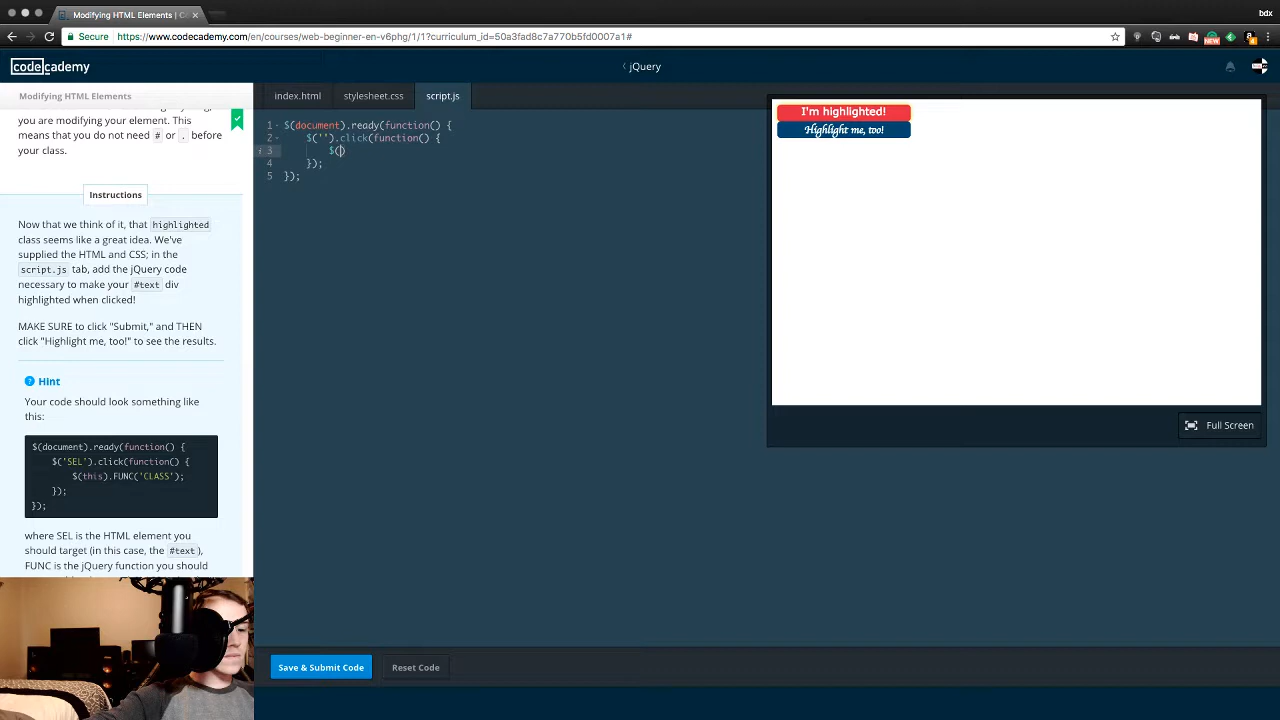 Modifying HTML Elements | C
bdx
Secure
https://www.codecademy.com/en/courses/web-beginner-en-v6phg/1/1?curriculum_id=50a3fad8c7a770b5fd0007a1#
NEW
codecademy
jQuery
Modifying HTML Elements
index.html
stylesheet.css
script.js
you are modifying your element. This
means that you do not need # or . before
your class.
Instructions
Now that we think of it, that highlighted
class seems like a great idea. We've
supplied the HTML and CSS; in the
script.js tab, add the jQuery code
necessary to make your #text div
highlighted when clicked!
MAKE SURE to click "Submit," and THEN
click "Highlight me, too!" to see the results.
Hint
Your code should look something like
this:
$(document).ready(function() {
$('SEL').click(function() {
$(this).FUNC('CLASS');
});
});
where SEL is the HTML element you
should target (in this case, the #text),
FUNC is the jQuery function you should
1 $(document).ready(function() {
2 $('').click(function() {
3 $()
4 });
5 });
I'm highlighted!
Highlight me, too!
Full Screen
Save & Submit Code
Reset Code